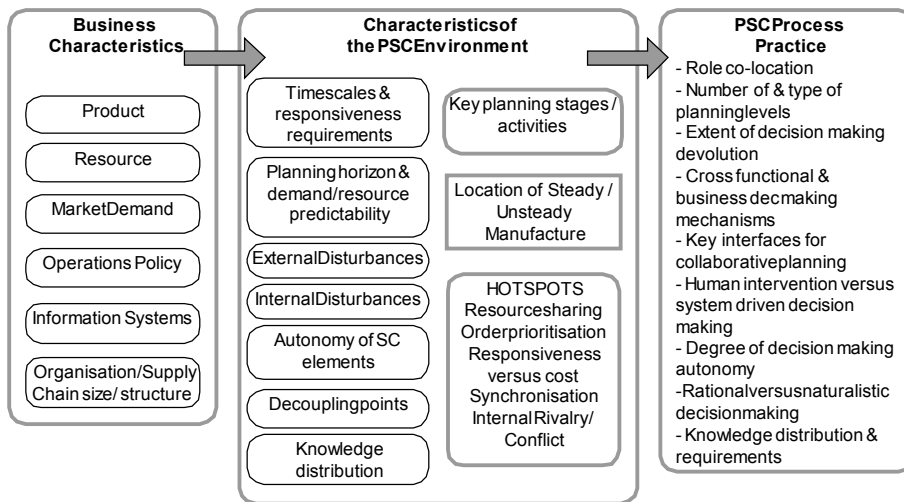 Business
Characteristics
Product
Resource
MarketDemand
Operations Policy
Information Systems
Organisation/Supply
Chain size/ structure
Characteristicsof
the PSCEnvironment
Timescales &
responsiveness
requirements
Planning horizon &
demand/resource
predictability
ExternalDisturbances
InternalDisturbances
Autonomy of SC
elements
Decouplingpoints
Knowledge
distribution
Key planning stages /
activities
Location of Steady /
Unsteady
Manufacture
HOTSPOTS
Resourcesharing
Orderprioritisation
Responsiveness
versus cost
Synchronisation
Internal Rivalry/
Conflict
PSCProcess
Practice
- Role co-location
- Number of & type of
planninglevels
- Extent of decision making
devolution
- Cross functional &
business decmaking
mechanisms
- Key interfaces for
collaborativeplanning
- Human intervention versus
system driven decision
making
- Degree of decision making
autonomy
-Rationalversusnaturalistic
decisionmaking
- Knowledge distribution &
requirements